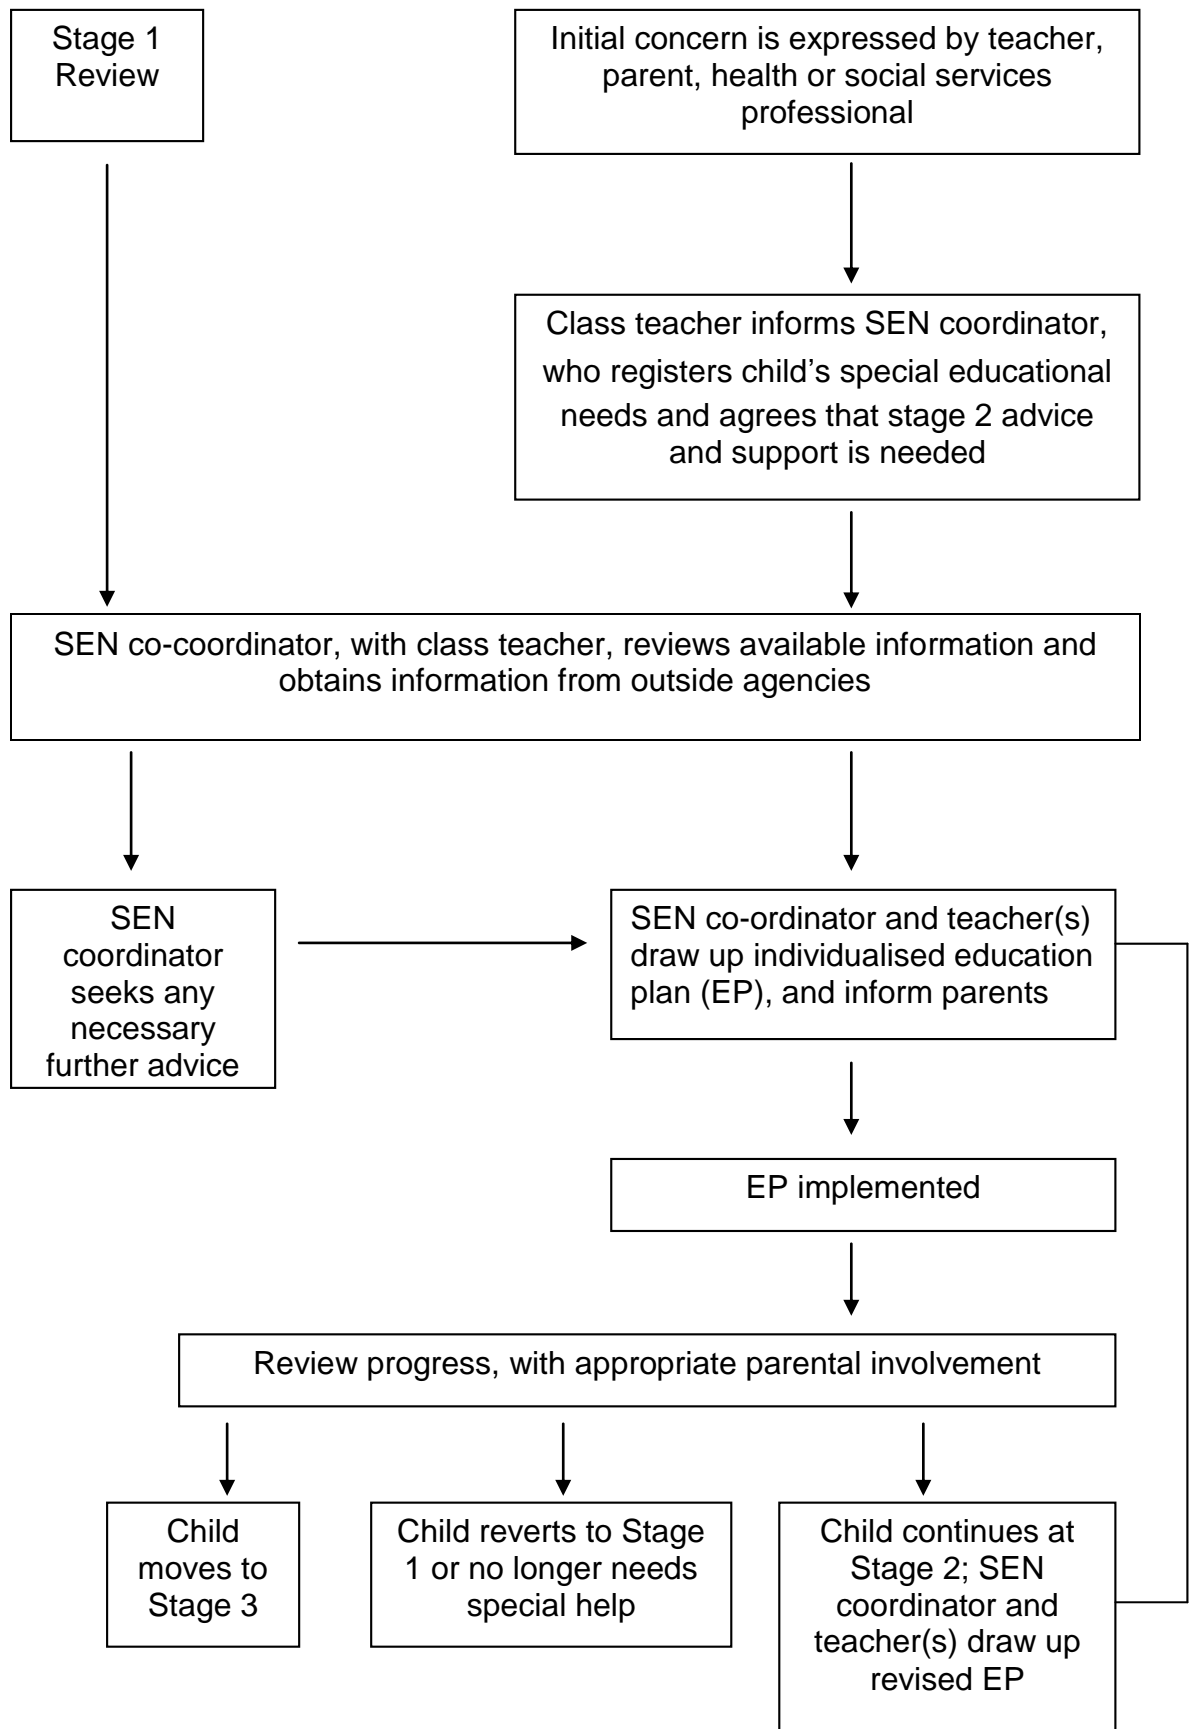 Stage 1
Review
Initial concern is expressed by teacher,
parent, health or social services
professional
Class teacher informs SEN coordinator,
who registers child’s special educational
needs and agrees that stage 2 advice
and support is needed
SEN co-coordinator, with class teacher, reviews available information and
obtains information from outside agencies
SEN
coordinator
seeks any
necessary
further advice
SEN co-ordinator and teacher(s)
draw up individualised education
plan (EP), and inform parents
EP implemented
Review progress, with appropriate parental involvement
Child
moves to
Stage 3
Child reverts to Stage
1 or no longer needs
special help
Child continues at
Stage 2; SEN
coordinator and
teacher(s) draw up
revised EP